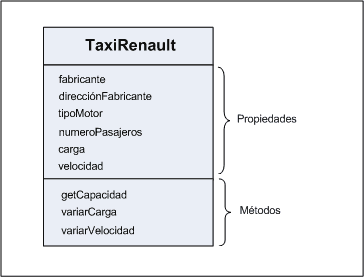 TaxiRenault
fabricante
direcciónFabricante
tipoMotor
numeroPasajeros
carga
velocidad
Propiedades
getCapacidad
variarCarga
variarVelocidad
Métodos